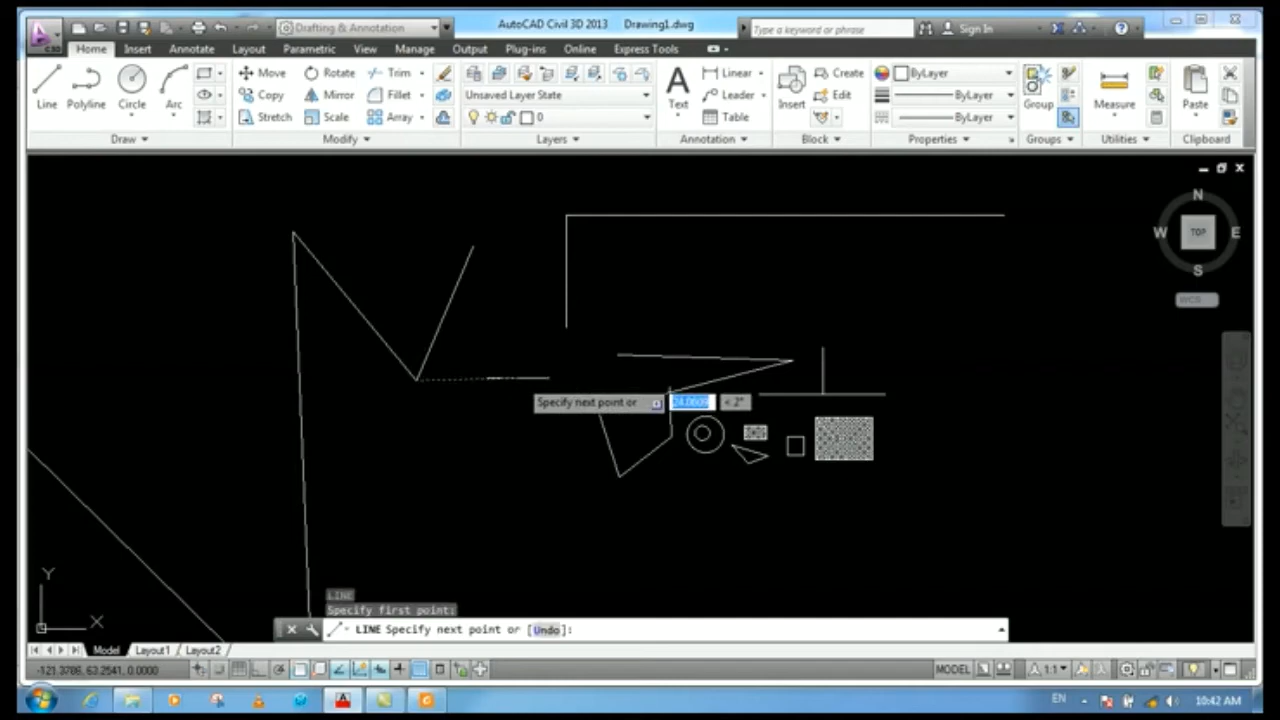 Drafting & Annotation
AutoCAD Civil 3D 2013 Drawing1.dwg
Type a keyword or phrase
Sign In
C3D
Home Insert Annotate Layout Parametric View Manage Output Plug-ins Online Express Tools
Move Rotate Trim
Unsaved Layer State
Linear
Create
ByLayer
Line Polyline Circle Arc
Copy Mirror Fillet
Text
Leader
Insert
Edit
ByLayer
Group
Measure
Paste
Stretch Scale Array
0
Table
ByLayer
Draw Modify Layers Annotation Block Properties Groups Utilities Clipboard
N
W TOP E
S
WCS
Specify next point or 24.0609 < 2°
Y
X
LINE
Specify first point:
LINE Specify next point or [Undo]:
Model Layout1 Layout2
-121.3786, 63.2541, 0.0000
MODEL
1:1
EN
10:42 AM